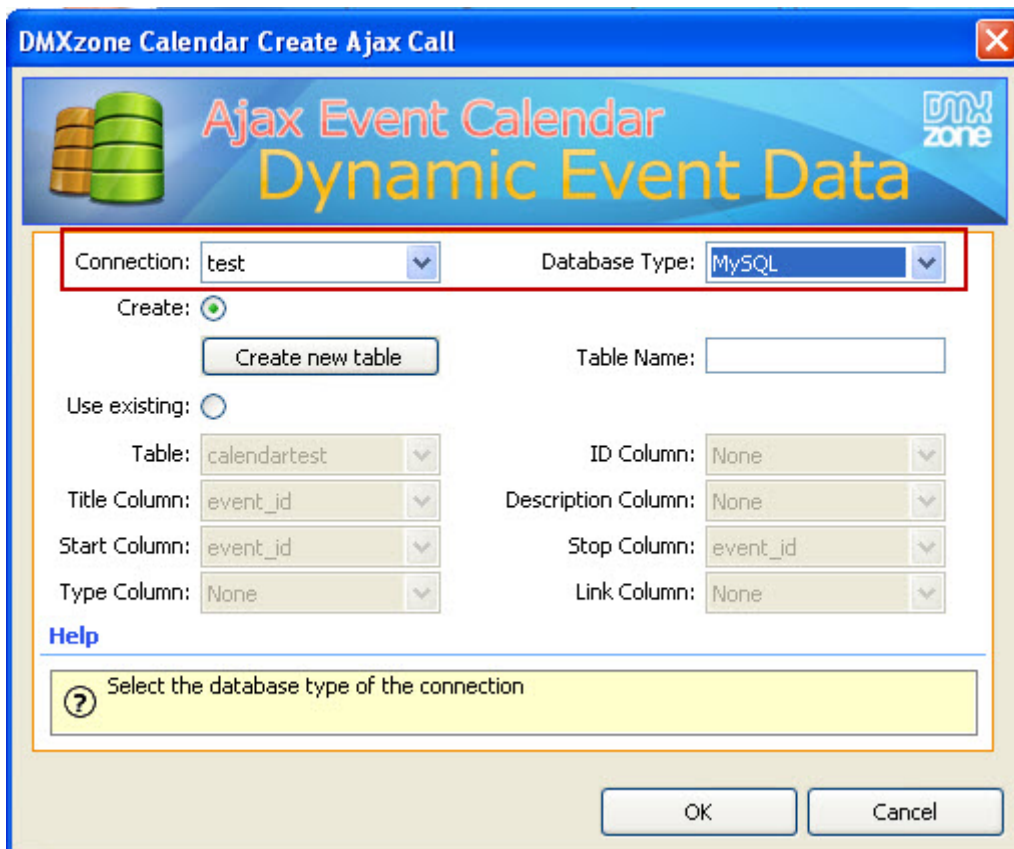 DMXzone Calendar Create Ajax Call
Ajax Event Calendar
DMX
zone
Dynamic Event Data
Connection: test Database Type: MySQL
Create:
Create new table Table Name:
Use existing:
Table: calendartest ID Column: None
Title Column: event_id Description Column: None
Start Column: event_id Stop Column: event_id
Type Column: None Link Column: None
Help
? Select the database type of the connection
OK Cancel